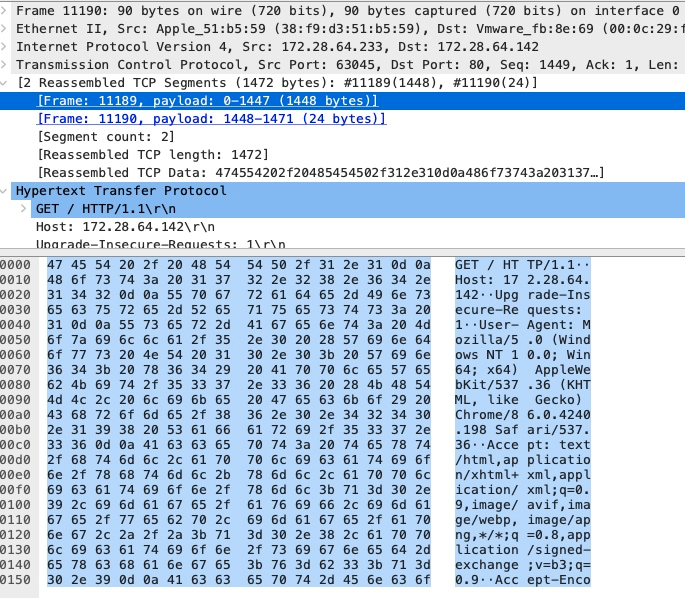 Frame 11190: 90 bytes on wire (720 bits), 90 bytes captured (720 bits) on interface 0
Ethernet II, Src: Apple_51:b5:59 (38:f9:d3:51:b5:59), Dst: Vmware_fb:8e:69 (00:0c:29:f
Internet Protocol Version 4, Src: 172.28.64.233, Dst: 172.28.64.142
Transmission Control Protocol, Src Port: 63045, Dst Port: 80, Seq: 1449, Ack: 1, Len:
[2 Reassembled TCP Segments (1472 bytes): #11189(1448), #11190(24)]
[Frame: 11189, payload: 0-1447 (1448 bytes)]
[Frame: 11190, payload: 1448-1471 (24 bytes)]
[Segment count: 2]
[Reassembled TCP length: 1472]
[Reassembled TCP Data: 474554202f20485454502f312e310d0a486f73743a203137…]
Hypertext Transfer Protocol
GET / HTTP/1.1\r\n
Host: 172.28.64.142\r\n
Upgrade-Insecure-Requests: 1\r\n
0000 47 45 54 20 2f 20 48 54 54 50 2f 31 2e 31 0d 0a GET / HT TP/1.1··
0010 48 6f 73 74 3a 20 31 37 32 2e 32 38 2e 36 34 2e Host: 17 2.28.64.
0020 31 34 32 0d 0a 55 70 67 72 61 64 65 2d 49 6e 73 142··Upg rade-Ins
0030 65 63 75 72 65 2d 52 65 71 75 65 73 74 73 3a 20 ecure-Re quests: 
0040 31 0d 0a 55 73 65 72 2d 41 67 65 6e 74 3a 20 4d 1··User- Agent: M
0050 6f 7a 69 6c 6c 61 2f 35 2e 30 20 28 57 69 6e 64 ozilla/5 .0 (Wind
0060 6f 77 73 20 4e 54 20 31 30 2e 30 3b 20 57 69 6e ows NT 1 0.0; Win
0070 36 34 3b 20 78 36 34 29 20 41 70 70 6c 65 57 65 64; x64) AppleWe
0080 62 4b 69 74 2f 35 33 37 2e 33 36 20 28 4b 48 54 bKit/537 .36 (KHT
0090 4d 4c 2c 20 6c 69 6b 65 20 47 65 63 6b 6f 29 20 ML, like Gecko) 
00a0 43 68 72 6f 6d 65 2f 38 36 2e 30 2e 34 32 34 30 Chrome/8 6.0.4240
00b0 2e 31 39 38 20 53 61 66 61 72 69 2f 35 33 37 2e .198 Saf ari/537.
00c0 33 36 0d 0a 41 63 63 65 70 74 3a 20 74 65 78 74 36··Acce pt: text
00d0 2f 68 74 6d 6c 2c 61 70 70 6c 69 63 61 74 69 6f /html,ap plicatio
00e0 6e 2f 78 68 74 6d 6c 2b 78 6d 6c 2c 61 70 70 6c n/xhtml+ xml,appl
00f0 69 63 61 74 69 6f 6e 2f 78 6d 6c 3b 71 3d 30 2e ication/ xml;q=0.
0100 39 2c 69 6d 61 67 65 2f 61 76 69 66 2c 69 6d 61 9,image/ avif,ima
0110 67 65 2f 77 65 62 70 2c 69 6d 61 67 65 2f 61 70 ge/webp, image/ap
0120 6e 67 2c 2a 2f 2a 3b 71 3d 30 2e 38 2c 61 70 70 ng,*/*;q =0.8,app
0130 6c 69 63 61 74 69 6f 6e 2f 73 69 67 6e 65 64 2d lication /signed-
0140 65 78 63 68 61 6e 67 65 3b 76 3d 62 33 3b 71 3d exchange ;v=b3;q=
0150 30 2e 39 0d 0a 41 63 63 65 70 74 2d 45 6e 63 6f 0.9··Acc ept-Enco